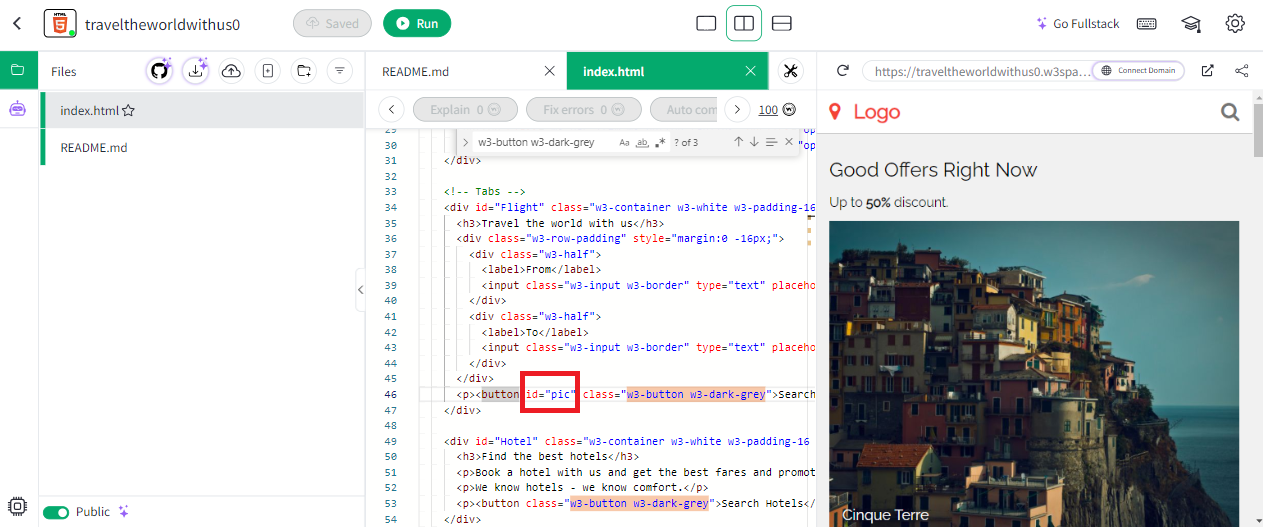 HTML
traveltheworldwithus0
Saved
Run
Go Fullstack
Files
README.md
index.html
https://traveltheworldwithus0.w3spa...
Connect Domain
index.html
README.md
Explain 0
Fix errors 0
Auto com
100
w3-button w3-dark-grey
Aa
ab
? of 3
29
"op
30
"op
31 </div>
32
33 <!-- Tabs -->
34 <div id="Flight" class="w3-container w3-white w3-padding-16
35 <h3>Travel the world with us</h3>
36 <div class="w3-row-padding" style="margin:0 -16px;">
37 <div class="w3-half">
38 <label>From</label>
39 <input class="w3-input w3-border" type="text" placeho
40 </div>
41 <div class="w3-half">
42 <label>To</label>
43 <input class="w3-input w3-border" type="text" placeho
44 </div>
45 </div>
46 <p><button id="pic" class="w3-button w3-dark-grey">Search
47 </div>
48
49 <div id="Hotel" class="w3-container w3-white w3-padding-16
50 <h3>Find the best hotels</h3>
51 <p>Book a hotel with us and get the best fares and promot
52 <p>We know hotels - we know comfort.</p>
53 <p><button class="w3-button w3-dark-grey">Search Hotels</
54 </div>
Public
Logo
Good Offers Right Now
Up to 50% discount.
Cinque Terre